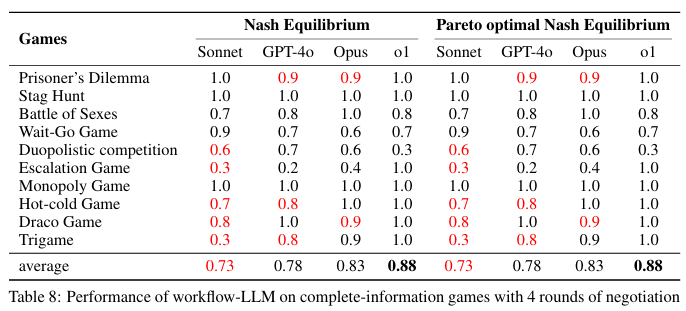 Games Nash Equilibrium Pareto optimal Nash Equilibrium
Sonnet GPT-4o Opus o1 Sonnet GPT-4o Opus o1
Prisoner's Dilemma 1.0 0.9 0.9 1.0 1.0 0.9 0.9 1.0
Stag Hunt 1.0 1.0 1.0 1.0 1.0 1.0 1.0 1.0
Battle of Sexes 0.7 0.8 1.0 0.8 0.7 0.8 1.0 0.8
Wait-Go Game 0.9 0.7 0.6 0.7 0.9 0.7 0.6 0.7
Duopolistic competition 0.6 0.7 0.6 0.3 0.6 0.7 0.6 0.3
Escalation Game 0.3 0.2 0.4 1.0 0.3 0.2 0.4 1.0
Monopoly Game 1.0 1.0 1.0 1.0 1.0 1.0 1.0 1.0
Hot-cold Game 0.7 0.8 1.0 1.0 0.7 0.8 1.0 1.0
Draco Game 0.8 1.0 0.9 1.0 0.8 1.0 0.9 1.0
Trigame 0.3 0.8 0.9 1.0 0.3 0.8 0.9 1.0
average 0.73 0.78 0.83 0.88 0.73 0.78 0.83 0.88
Table 8: Performance of workflow-LLM on complete-information games with 4 rounds of negotiation